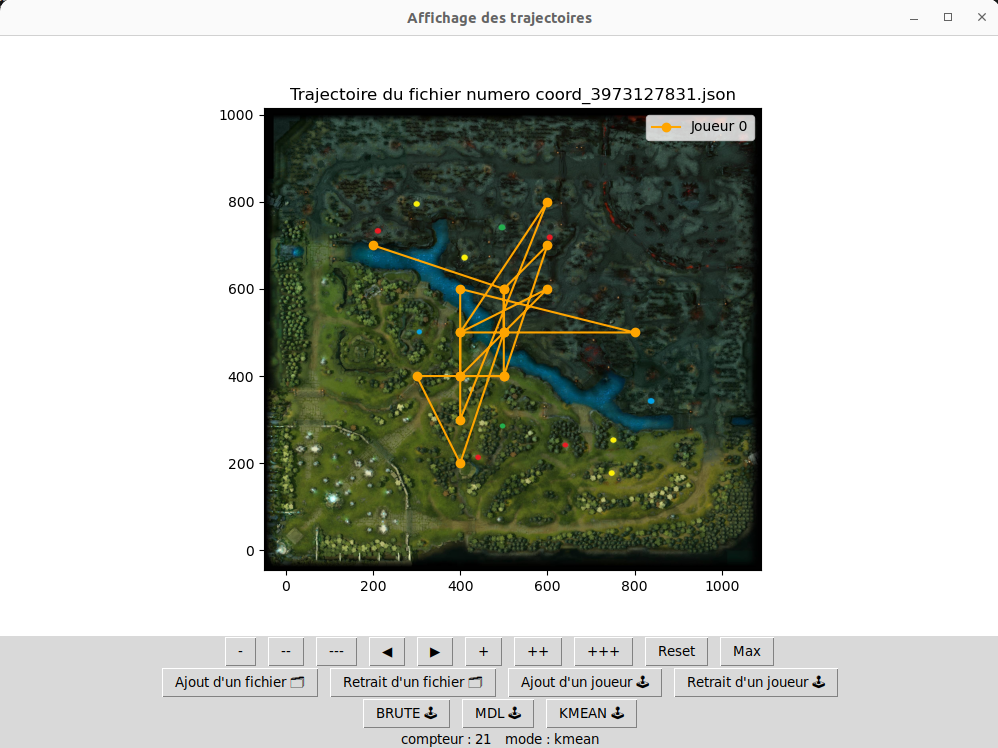 Affichage des trajectoires
Trajectoire du fichier numero coord_3973127831.json
Joueur 0
1000
800
600
400
200
0
0 200 400 600 800 1000
- -- --- ◀ ▶ + ++ +++ Reset Max
Ajout d'un fichier 🗂 Retrait d'un fichier 🗂 Ajout d'un joueur 🕹 Retrait d'un joueur 🕹
BRUTE 🕹 MDL 🕹 KMEAN 🕹
compteur : 21 mode : kmean